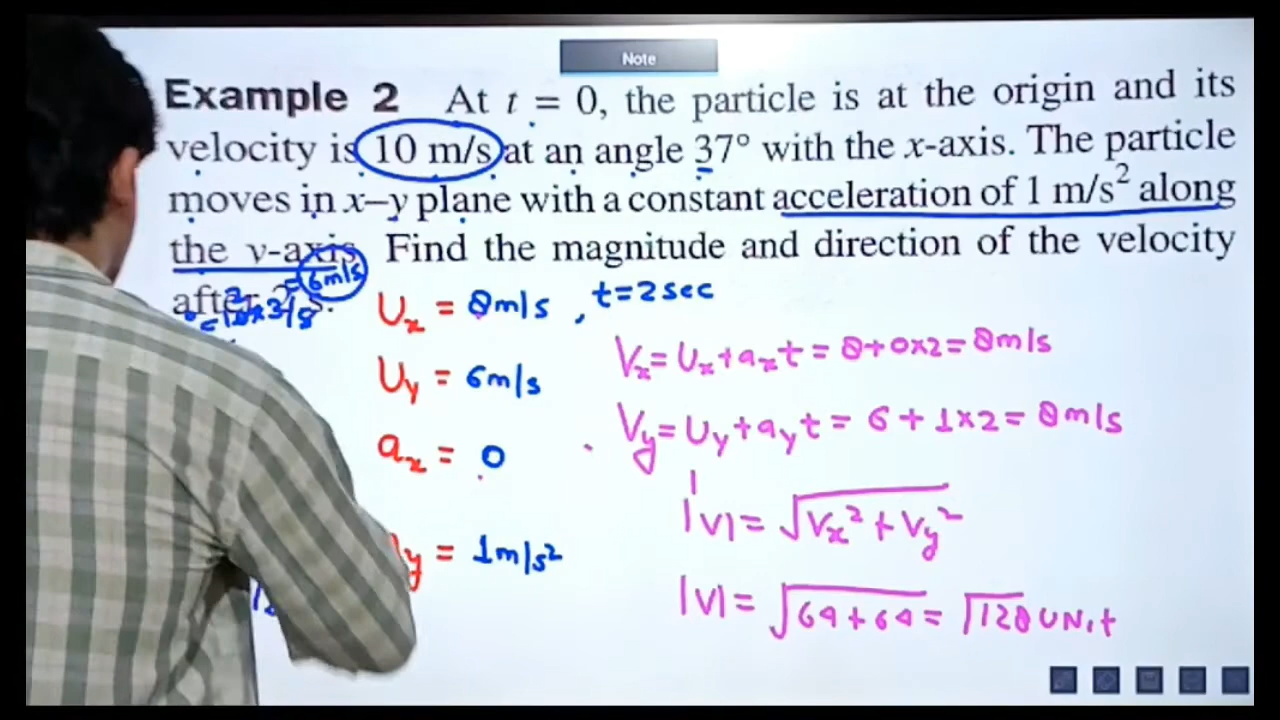 Note
Example 2 At t = 0, the particle is at the origin and its
velocity is 10 m/s at an angle 37° with the x-axis. The particle
moves in x–y plane with a constant acceleration of 1 m/s² along
the y-axis. Find the magnitude and direction of the velocity
= 6m/s
after 2 s.
Ux = 8m/s , t=2sec
Vx = Ux + axt = 8+0x2 = 8m/s
Uy = 6m/s
Vy = Uy + ayt = 6 + 1x2 = 8m/s
ax = 0
|V| = √Vx² + Vy²
y = 1m/s²
|V| = √64+64 = √128 UNit